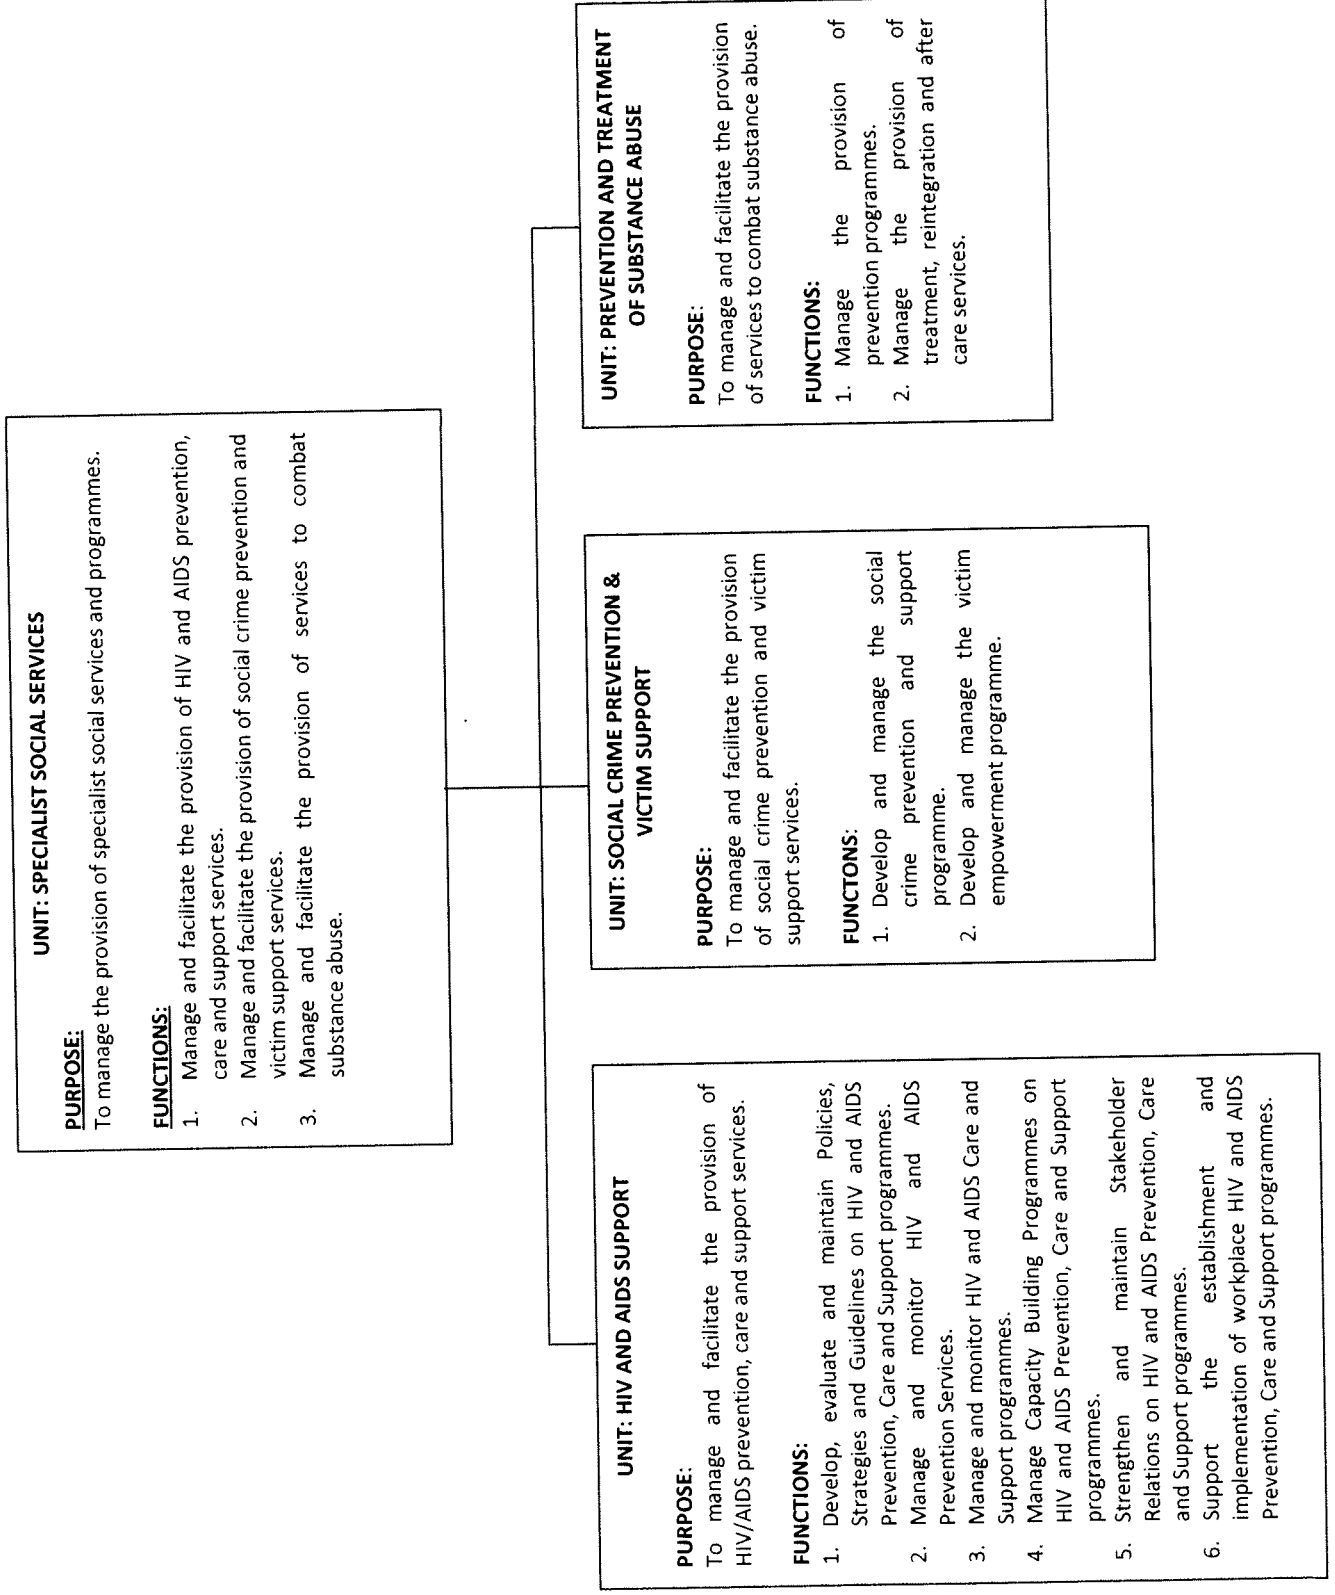 UNIT: SPECIALIST SOCIAL SERVICES
PURPOSE:
To manage the provision of specialist social services and programmes.
FUNCTIONS:
1. Manage and facilitate the provision of HIV and AIDS prevention,
care and support services.
2. Manage and facilitate the provision of social crime prevention and
victim support services.
3. Manage and facilitate the provision of services to combat
substance abuse.
UNIT: HIV AND AIDS SUPPORT
PURPOSE:
To manage and facilitate the provision of
HIV/AIDS prevention, care and support services.
FUNCTIONS:
1. Develop, evaluate and maintain Policies,
Strategies and Guidelines on HIV and AIDS
Prevention, Care and Support programmes.
2. Manage and monitor HIV and AIDS
Prevention Services.
3. Manage and monitor HIV and AIDS Care and
Support programmes.
4. Manage Capacity Building Programmes on
HIV and AIDS Prevention, Care and Support
programmes.
5. Strengthen and maintain Stakeholder
Relations on HIV and AIDS Prevention, Care
and Support programmes.
6. Support the establishment and
implementation of workplace HIV and AIDS
Prevention, Care and Support programmes.
UNIT: SOCIAL CRIME PREVENTION &
VICTIM SUPPORT
PURPOSE:
To manage and facilitate the provision
of social crime prevention and victim
support services.
FUNCTONS:
1. Develop and manage the social
crime prevention and support
programme.
2. Develop and manage the victim
empowerment programme.
UNIT: PREVENTION AND TREATMENT
OF SUBSTANCE ABUSE
PURPOSE:
To manage and facilitate the provision
of services to combat substance abuse.
FUNCTIONS:
1. Manage the provision of
prevention programmes.
2. Manage the provision of
treatment, reintegration and after
care services.